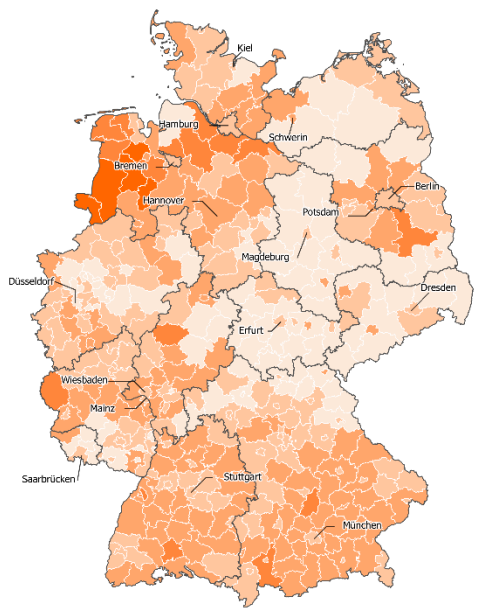 Kiel
Hamburg
Schwerin
Bremen
Berlin
Hannover
Potsdam
Magdeburg
Düsseldorf
Dresden
Erfurt
Wiesbaden
Mainz
Stuttgart
Saarbrücken
München